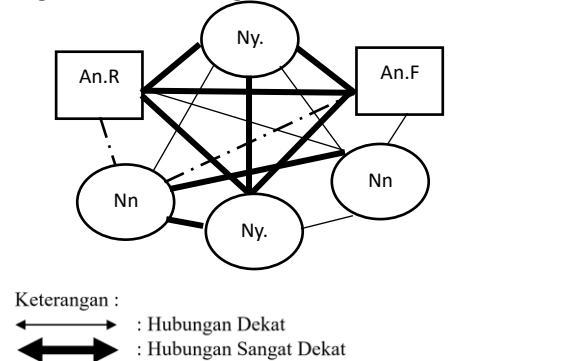 Ny.
An.R
An.F
Nn
Nn
Ny.
Keterangan :
: Hubungan Dekat
: Hubungan Sangat Dekat